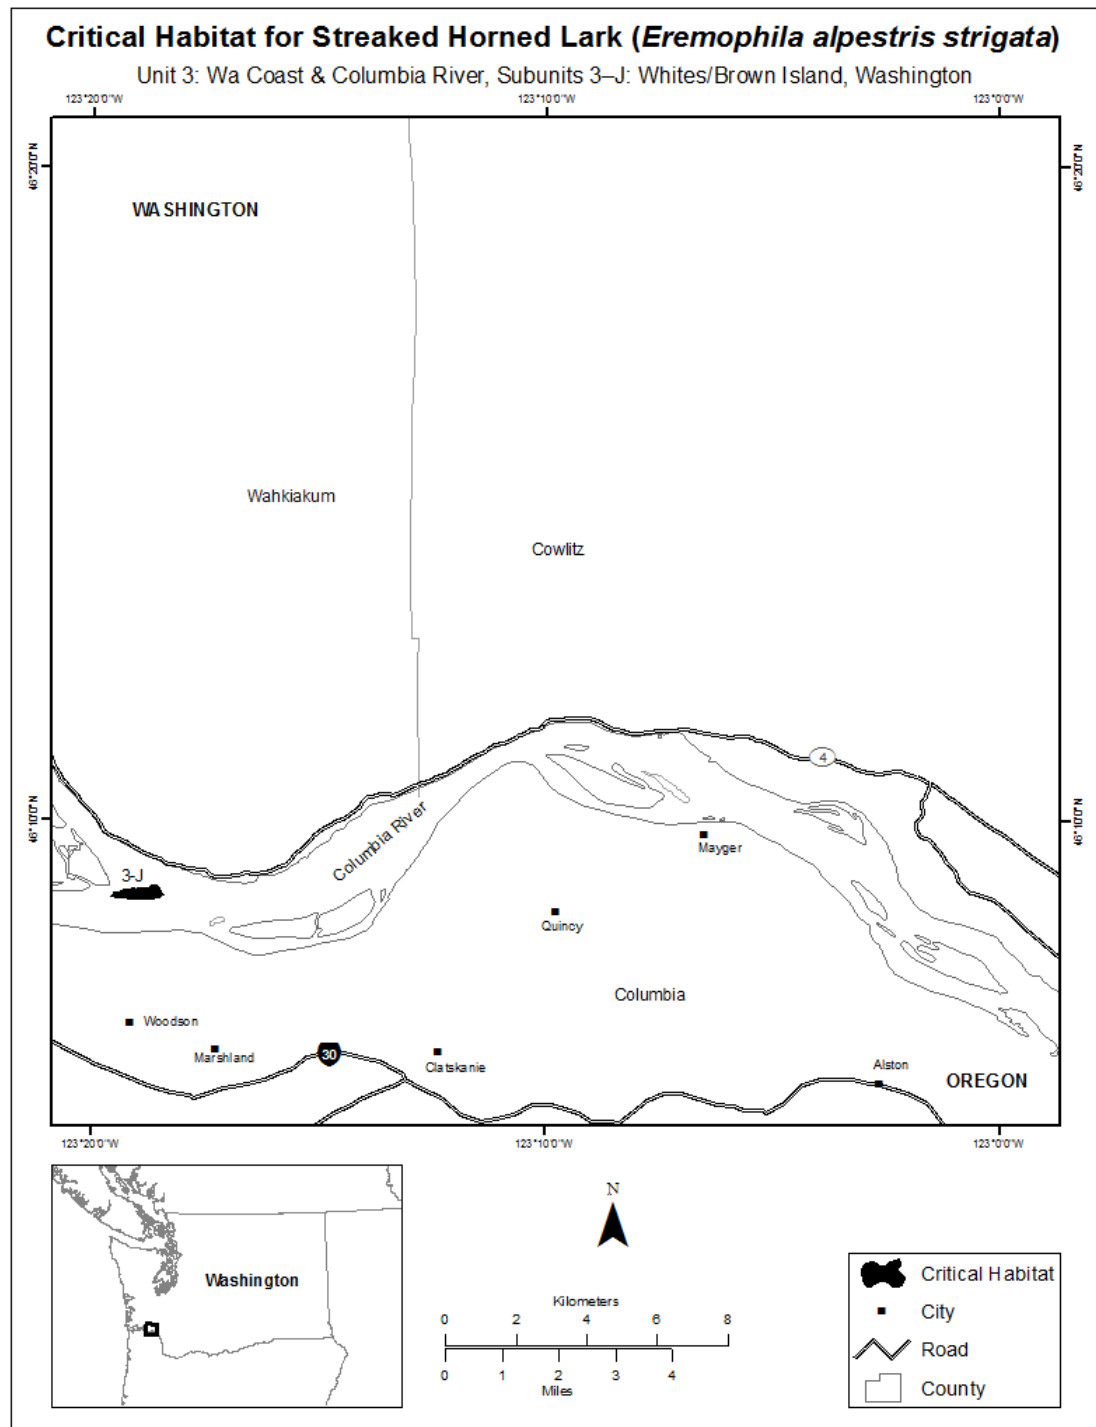 Critical Habitat for Streaked Horned Lark (Eremophila alpestris strigata)
Unit 3: Wa Coast & Columbia River, Subunits 3–J: Whites/Brown Island, Washington
123°20'0"W 123°10'0"W 123°0'0"W
46°20'0"N 46°20'0"N
WASHINGTON
Wahkiakum
Cowlitz
4
Columbia River
46°10'0"N 46°10'0"N
Mayger
3-J
Quincy
Columbia
Woodson
Marshland
30
Clatskanie
Alston
OREGON
123°20'0"W 123°10'0"W 123°0'0"W
Washington
N
Kilometers
0 2 4 6 8
0 1 2 3 4
Miles
Critical Habitat
City
Road
County